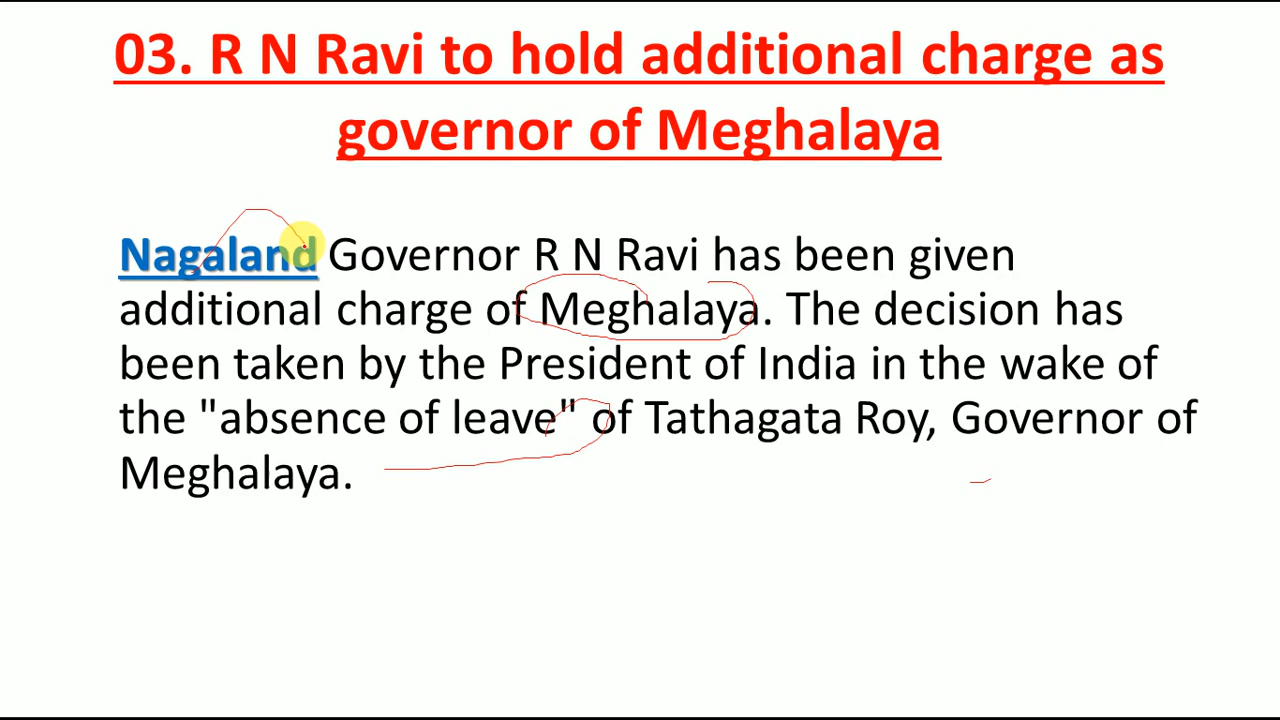 03. R N Ravi to hold additional charge as
governor of Meghalaya
Nagaland Governor R N Ravi has been given
additional charge of Meghalaya. The decision has
been taken by the President of India in the wake of
the "absence of leave" of Tathagata Roy, Governor of
Meghalaya.